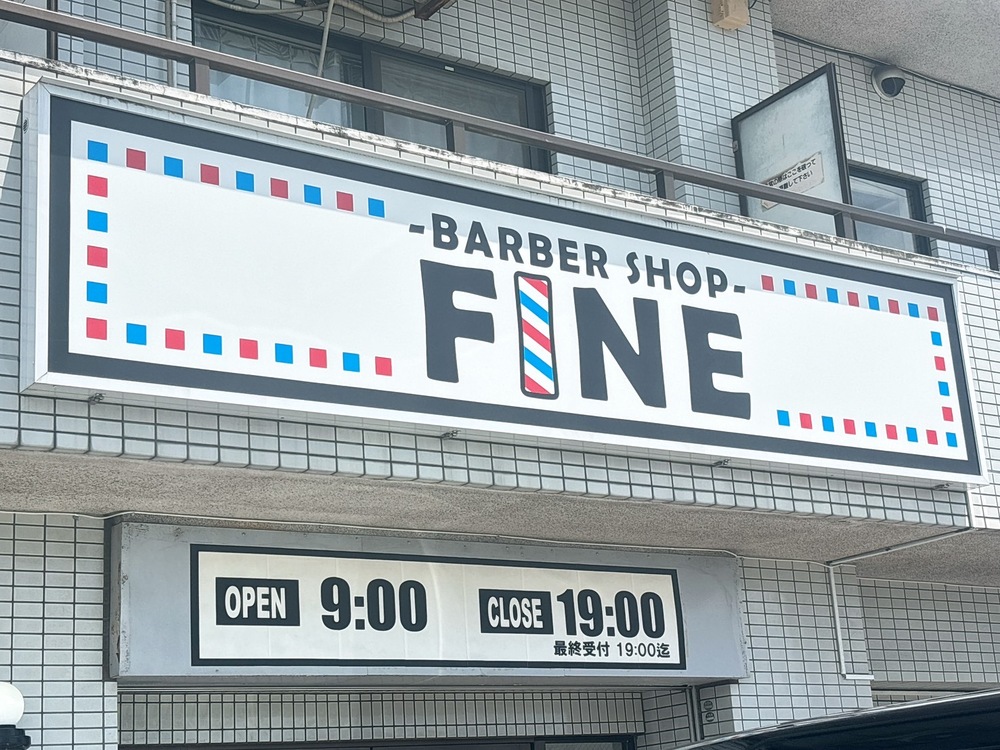 -BARBER SHOP-
FINE
OPEN 9:00 CLOSE 19:00
最終受付 19:00迄